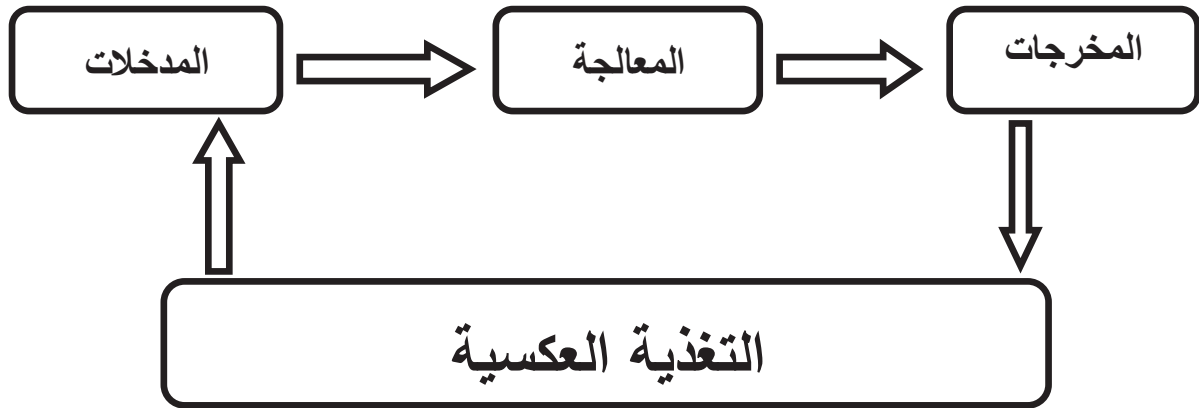 المدخلات
المعالجة
المخرجات
التغذية العكسية